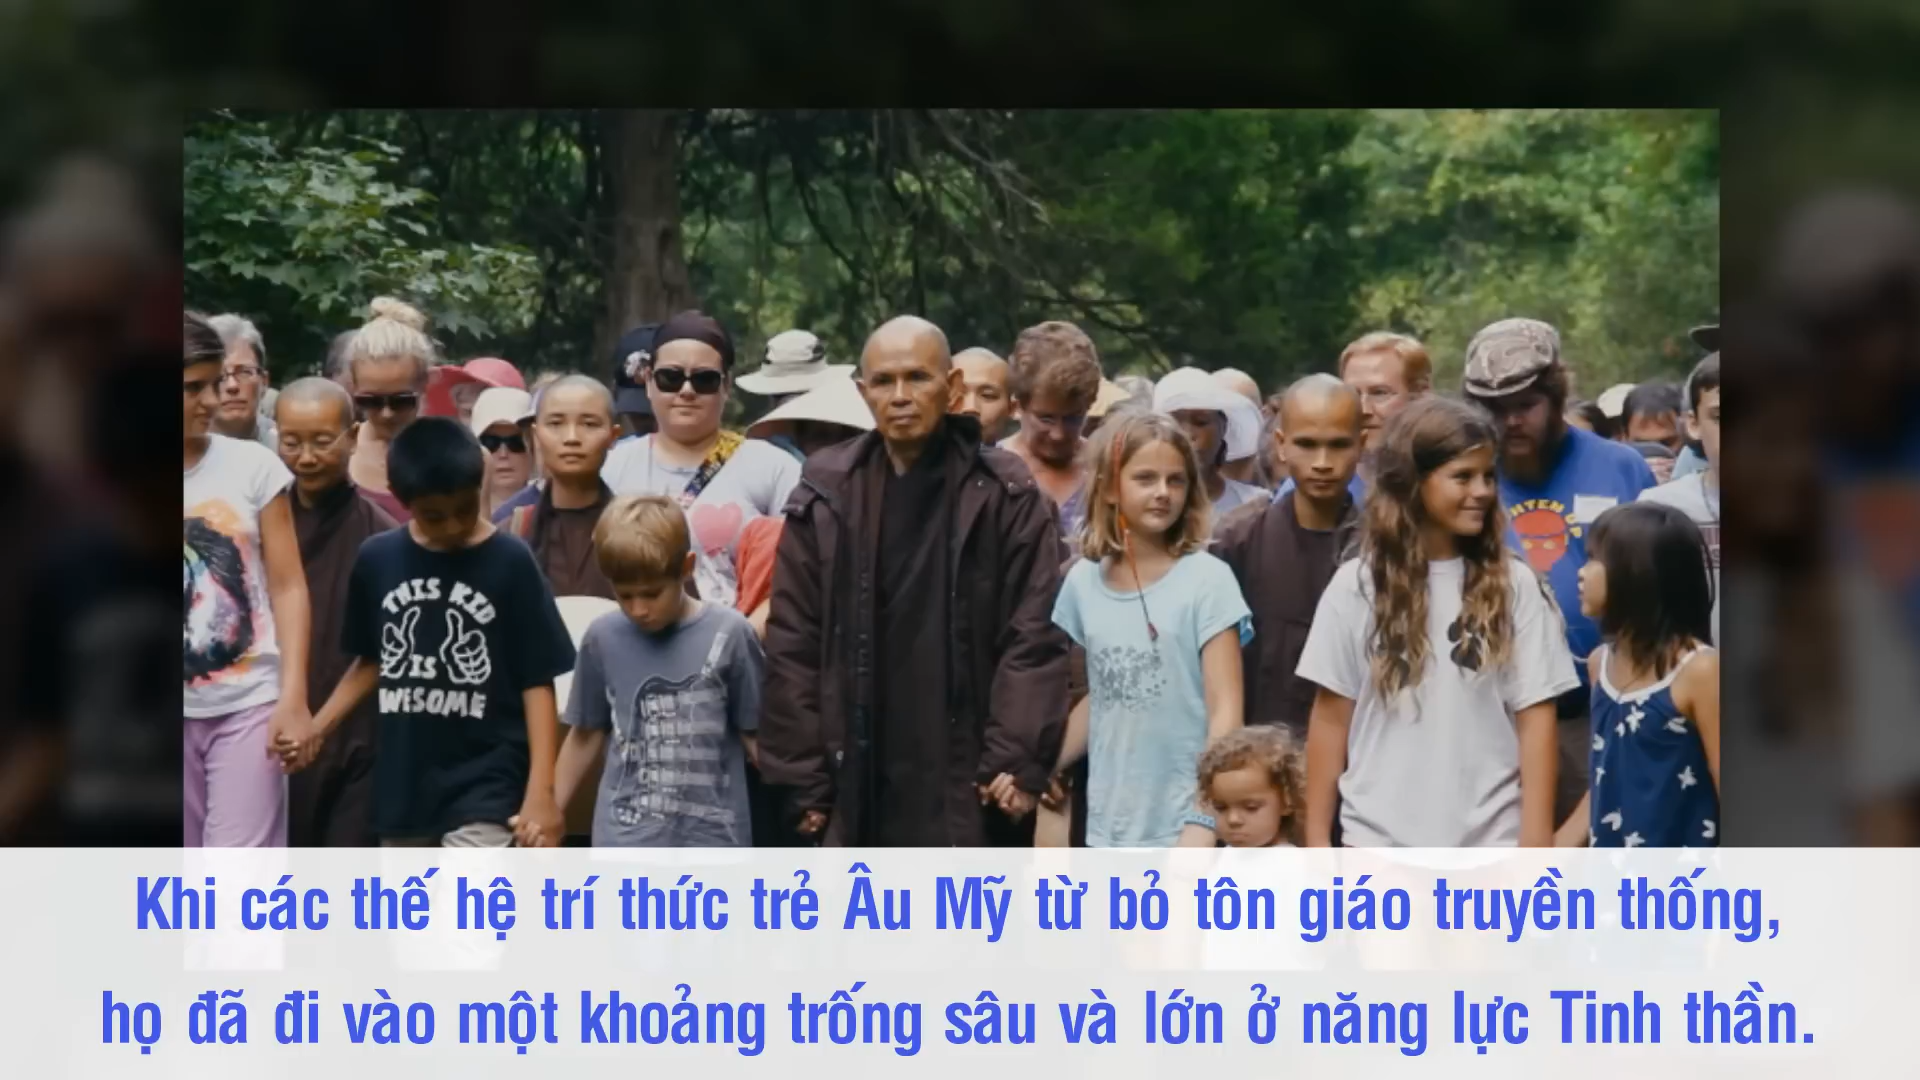 THIS KID
IS
AWESOME
Khi các thế hệ trí thức trẻ Âu Mỹ từ bỏ tôn giáo truyền thống,
họ đã đi vào một khoảng trống sâu và lớn ở năng lực Tinh thần.